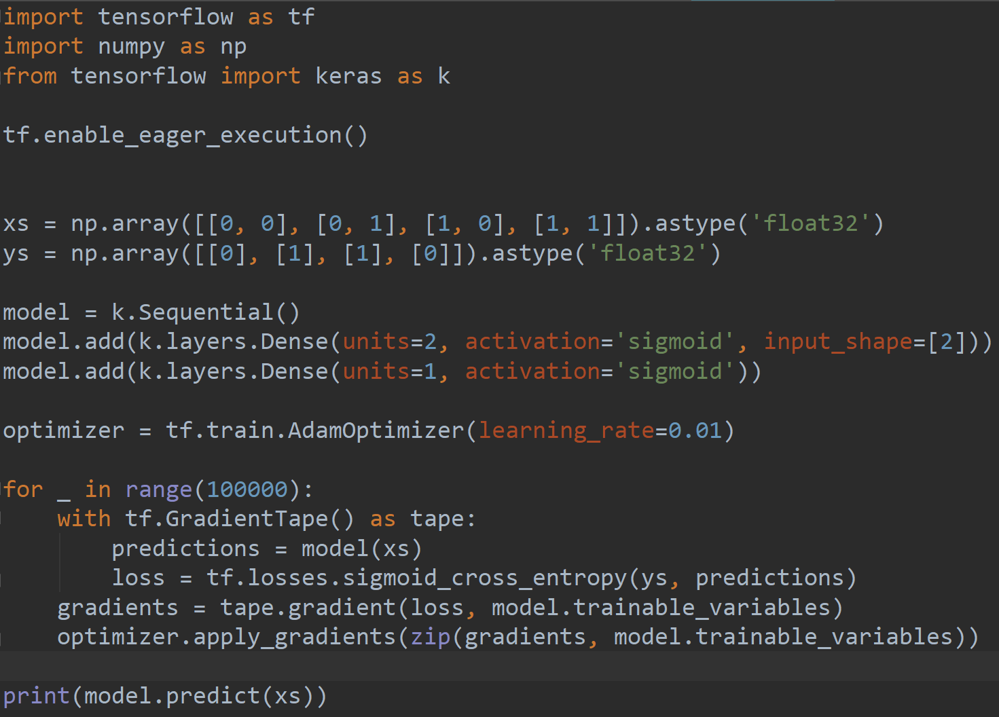 import tensorflow as tf
import numpy as np
from tensorflow import keras as k
tf.enable_eager_execution()
xs = np.array([[0, 0], [0, 1], [1, 0], [1, 1]]).astype('float32')
ys = np.array([[0], [1], [1], [0]]).astype('float32')
model = k.Sequential()
model.add(k.layers.Dense(units=2, activation='sigmoid', input_shape=[2]))
model.add(k.layers.Dense(units=1, activation='sigmoid'))
optimizer = tf.train.AdamOptimizer(learning_rate=0.01)
for _ in range(100000):
    with tf.GradientTape() as tape:
        predictions = model(xs)
        loss = tf.losses.sigmoid_cross_entropy(ys, predictions)
    gradients = tape.gradient(loss, model.trainable_variables)
    optimizer.apply_gradients(zip(gradients, model.trainable_variables))
print(model.predict(xs))